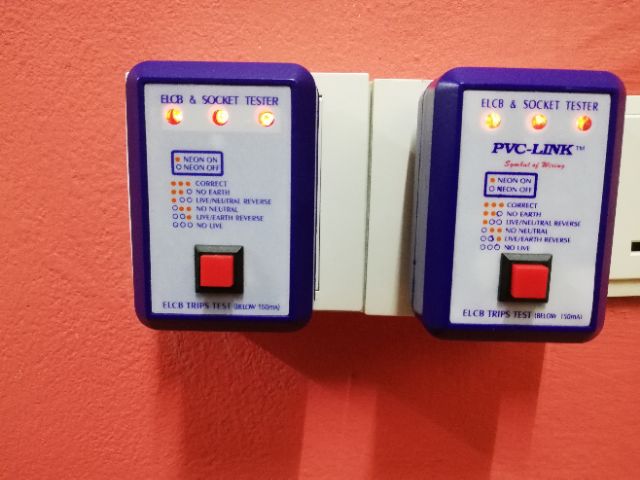 ELCB & SOCKET TESTER
NEON ON
NEON OFF
CORRECT
NO EARTH
LIVE/NEUTRAL REVERSE
NO NEUTRAL
LIVE/EARTH REVERSE
NO LIVE
ELCB TRIPS TEST (BELOW 150mA)
ELCB & SOCKET TESTER
PVC-LINK™
Symbol of Wiring
NEON ON
NEON OFF
CORRECT
NO EARTH
LIVE/NEUTRAL REVERSE
NO NEUTRAL
LIVE/EARTH REVERSE
NO LIVE
ELCB TRIPS TEST (BELOW 150mA)